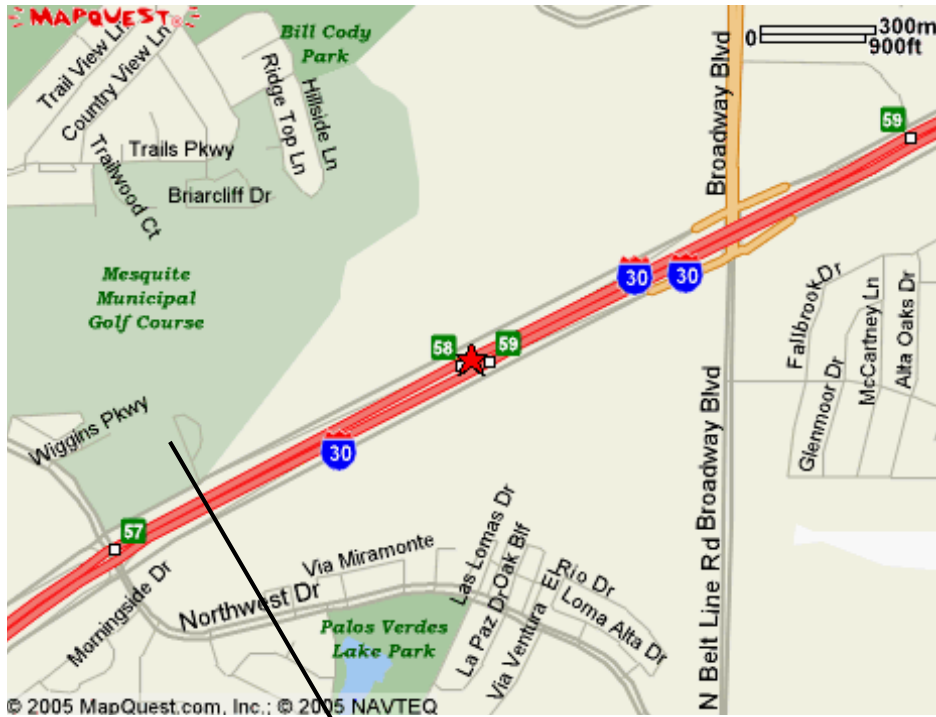 MAPQUEST®
Bill Cody
Park
0 300m
900ft
Trail View Ln
Country View Ln
Ridge Top Ln
Hillside Ln
Broadway Blvd
59
Trails Pkwy
Trailwood Ct
Briarcliff Dr
Mesquite
Municipal
Golf Course
30
30
Fallbrook Dr
McCartney Ln
Alta Oaks Dr
58
59
Glenmoor Dr
Wiggins Pkwy
30
N Belt Line Rd Broadway Blvd
57
Las Lomas Dr
Via Miramonte
La Paz Dr
Oak Blf
El Rio Dr
Morningside Dr
Northwest Dr
Via Ventura
Loma Alta Dr
Palos Verdes
Lake Park
© 2005 MapQuest.com, Inc.; © 2005 NAVTEQ